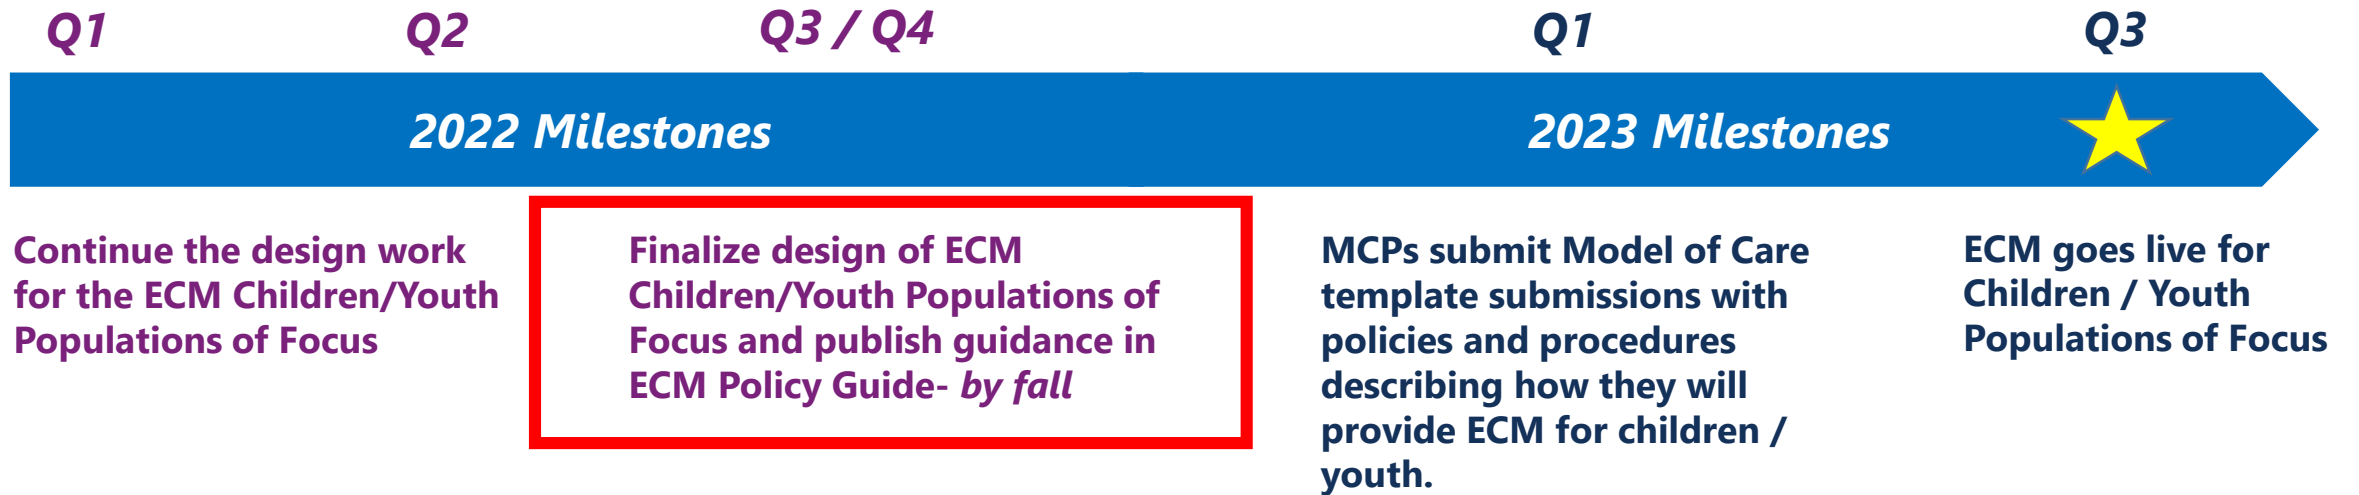 Q1
Q2
Q3 / Q4
Q1
Q3
2022 Milestones
2023 Milestones
Continue the design work
for the ECM Children/Youth
Populations of Focus
Finalize design of ECM
Children/Youth Populations of
Focus and publish guidance in
ECM Policy Guide- by fall
MCPs submit Model of Care
template submissions with
policies and procedures
describing how they will
provide ECM for children /
youth.
ECM goes live for
Children / Youth
Populations of Focus